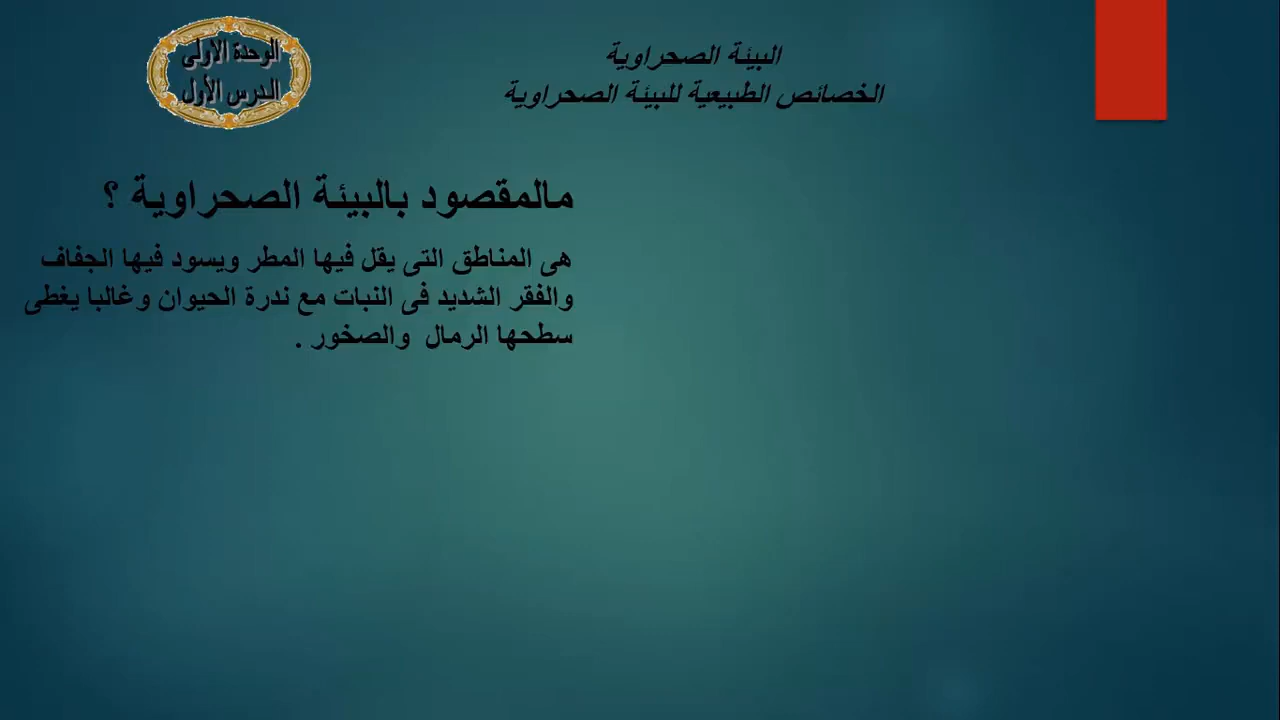 البيئة الصحراوية
الخصائص الطبيعية للبيئة الصحراوية
الوحدة الاولى
الدرس الأول
مالمقصود بالبيئة الصحراوية ؟
هى المناطق التى يقل فيها المطر ويسود فيها الجفاف
والفقر الشديد فى النبات مع ندرة الحيوان وغالبا يغطى
سطحها الرمال والصخور .